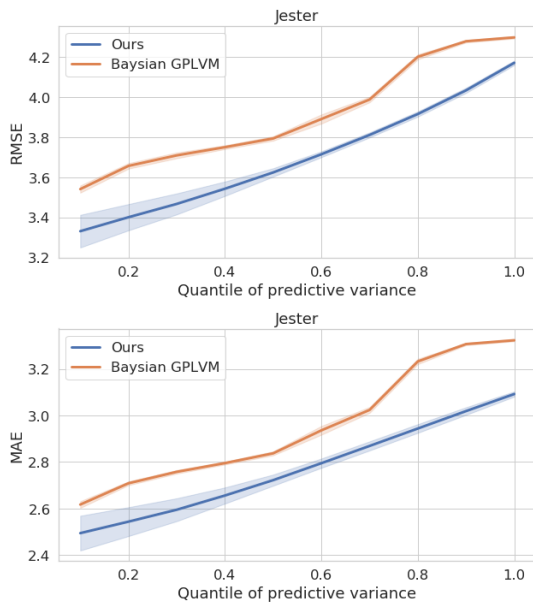 Jester
Ours
Baysian GPLVM
4.2
4.0
3.8
3.6
3.4
3.2
RMSE
0.2 0.4 0.6 0.8 1.0
Quantile of predictive variance
Jester
Ours
Baysian GPLVM
3.2
3.0
2.8
2.6
2.4
MAE
0.2 0.4 0.6 0.8 1.0
Quantile of predictive variance